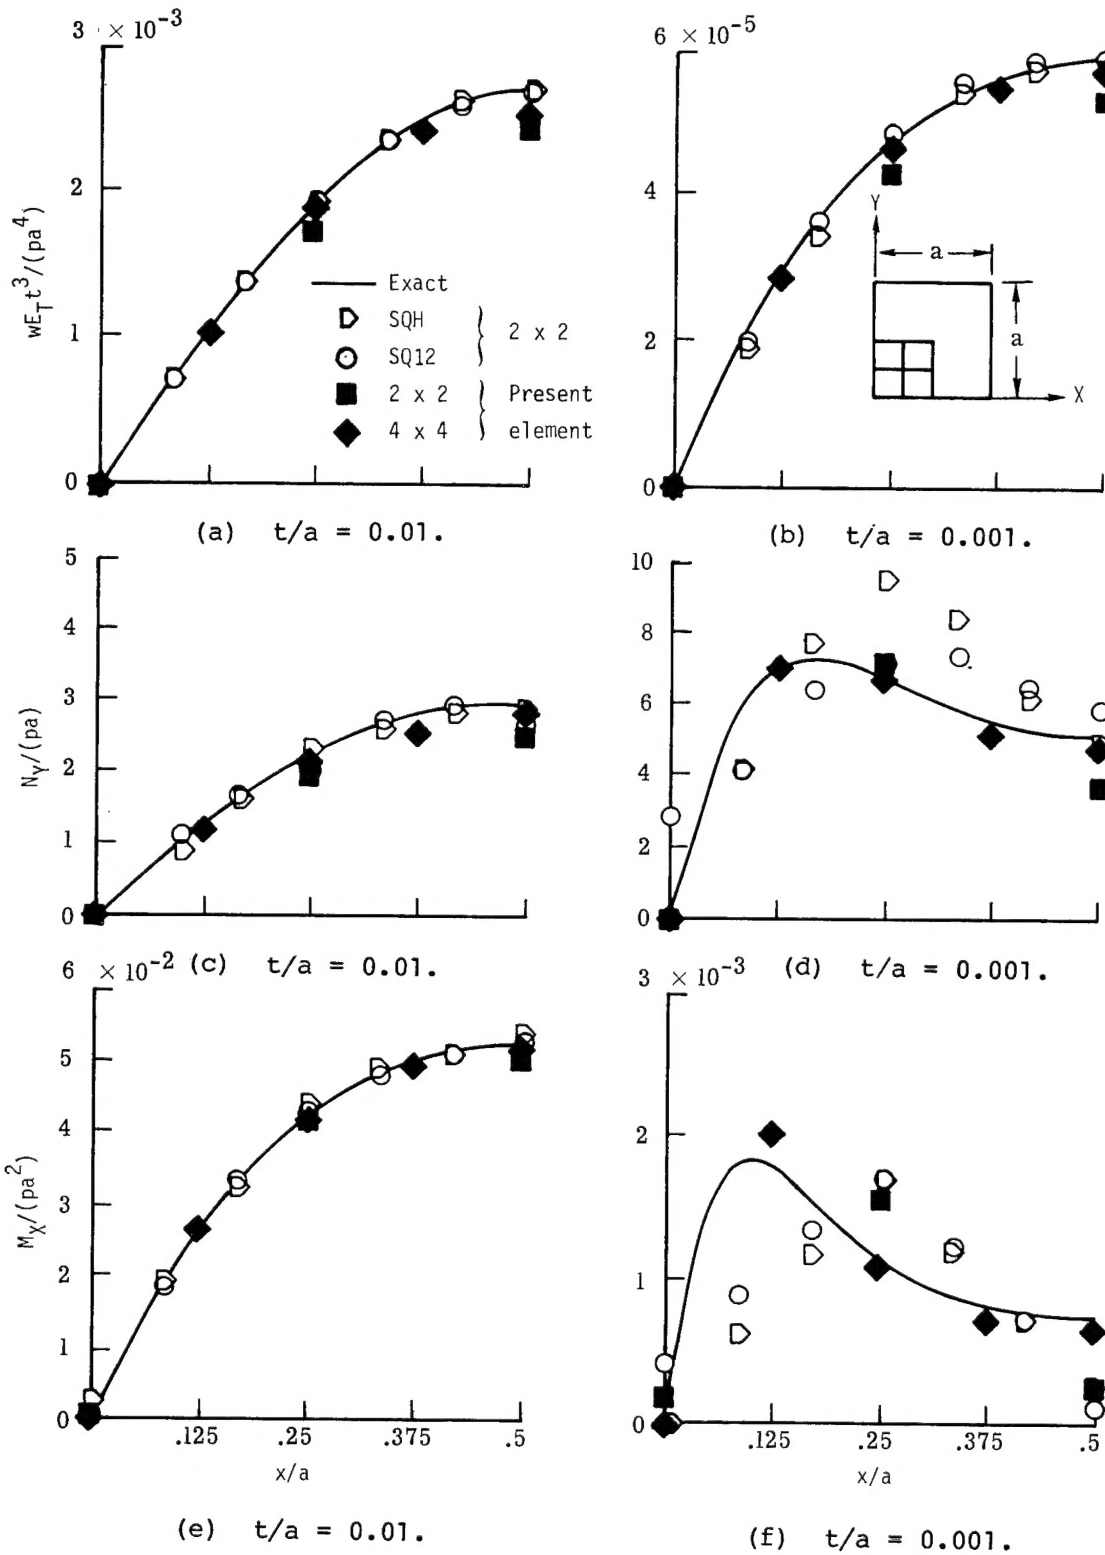 3 × 10^-3
wE_T t^3/(pa^4)
2
1
0
Exact
SQH
SQ12
2 x 2
2 x 2
4 x 4
Present
element
(a) t/a = 0.01.
6 × 10^-5
4
2
0
Y
a
a
X
(b) t/a = 0.001.
5
4
3
2
1
0
N_Y/(pa)
(c) t/a = 0.01.
10
8
6
4
2
0
(d) t/a = 0.001.
6 × 10^-2
5
4
3
2
1
0
M_X/(pa^2)
.125 .25 .375 .5
x/a
(e) t/a = 0.01.
3 × 10^-3
2
1
0
.125 .25 .375 .5
x/a
(f) t/a = 0.001.